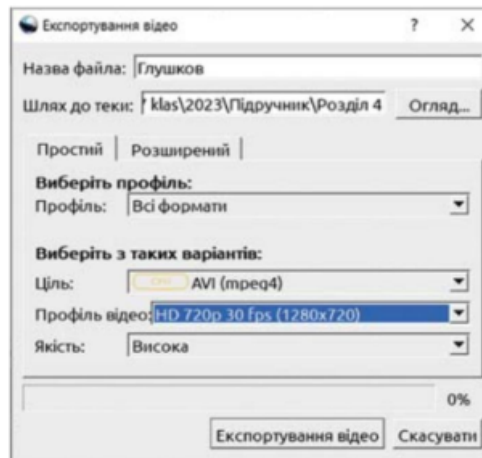 Експортування відео ? ×
Назва файла: Глушков
Шлях до теки: klas\2023\Підручник\Розділ 4 Огляд...
Простий Розширений
Виберіть профіль:
Профіль: Всі формати
Виберіть з таких варіантів:
Ціль: AVI (mpeg4)
Профіль відео: HD 720p 30 fps (1280x720)
Якість: Висока
0%
Експортування відео Скасувати